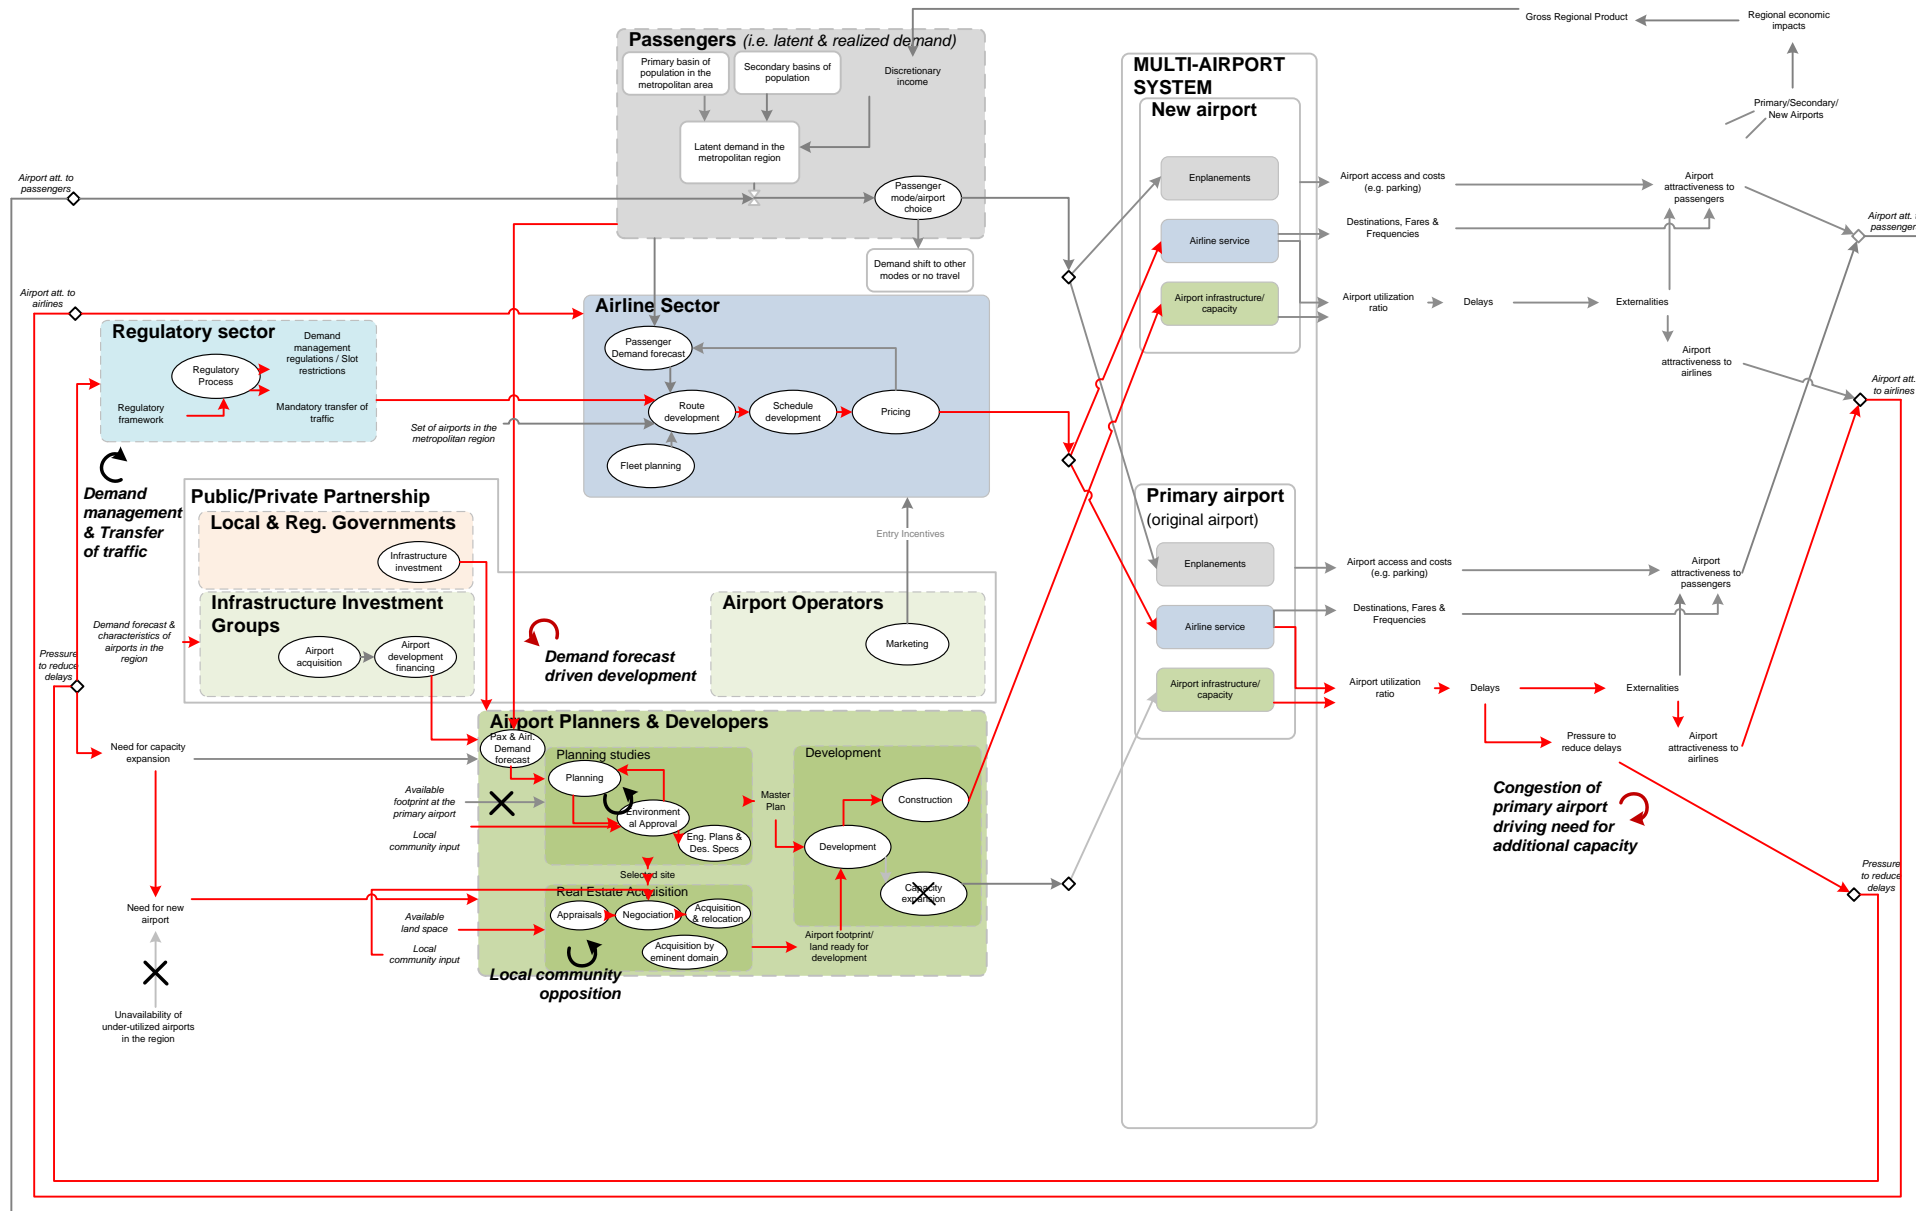 Gross Regional Product
Regional economic
impacts
Passengers (i.e. latent & realized demand)
Primary basin of
population in the
metropolitan area
Secondary basins of
population
Discretionary
income
Latent demand in the
metropolitan region
Passenger
mode/airport
choice
Demand shift to other
modes or no travel
MULTI-AIRPORT
SYSTEM
New airport
Enplanements
Airline service
Airport infrastructure/
capacity
Airport access and costs
(e.g. parking)
Destinations, Fares &
Frequencies
Airport utilization
ratio
Delays
Externalities
Airport
attractiveness to
passengers
Airport
attractiveness to
airlines
Primary/Secondary/
New Airports
Airport att.
passenger
Airport att.
to airlines
Airport att. to
passengers
Airport att. to
airlines
Regulatory sector
Regulatory
Process
Demand
management
regulations / Slot
restrictions
Regulatory
framework
Mandatory transfer of
traffic
Demand
management
& Transfer
of traffic
Airline Sector
Passenger
Demand forecast
Route
development
Schedule
development
Pricing
Fleet planning
Set of airports in the
metropolitan region
Public/Private Partnership
Local & Reg. Governments
Infrastructure
investment
Infrastructure Investment
Groups
Airport
acquisition
Airport
development
financing
Demand forecast &
characteristics of
airports in the
region
Pressure
to reduce
delays
Demand forecast
driven development
Entry Incentives
Airport Operators
Marketing
Primary airport
(original airport)
Enplanements
Airline service
Airport infrastructure/
capacity
Airport access and costs
(e.g. parking)
Destinations, Fares &
Frequencies
Airport utilization
ratio
Delays
Externalities
Airport
attractiveness to
passengers
Airport
attractiveness to
airlines
Pressure to
reduce delays
Congestion of
primary airport
driving need for
additional capacity
Pressure
to reduce
delays
Airport Planners & Developers
Pax & Airl.
Demand
forecast
Planning studies
Planning
Environment
al Approval
Eng. Plans &
Des. Specs
Master
Plan
Development
Construction
Development
Capacity
expansion
Selected site
Real Estate Acquisition
Appraisals
Negociation
Acquisition
& relocation
Acquisition by
eminent domain
Airport footprint/
land ready for
development
Local community
opposition
Need for capacity
expansion
Available
footprint at the
primary airport
Local
community input
Need for new
airport
Available
land space
Local
community input
Unavailability of
under-utilized airports
in the region